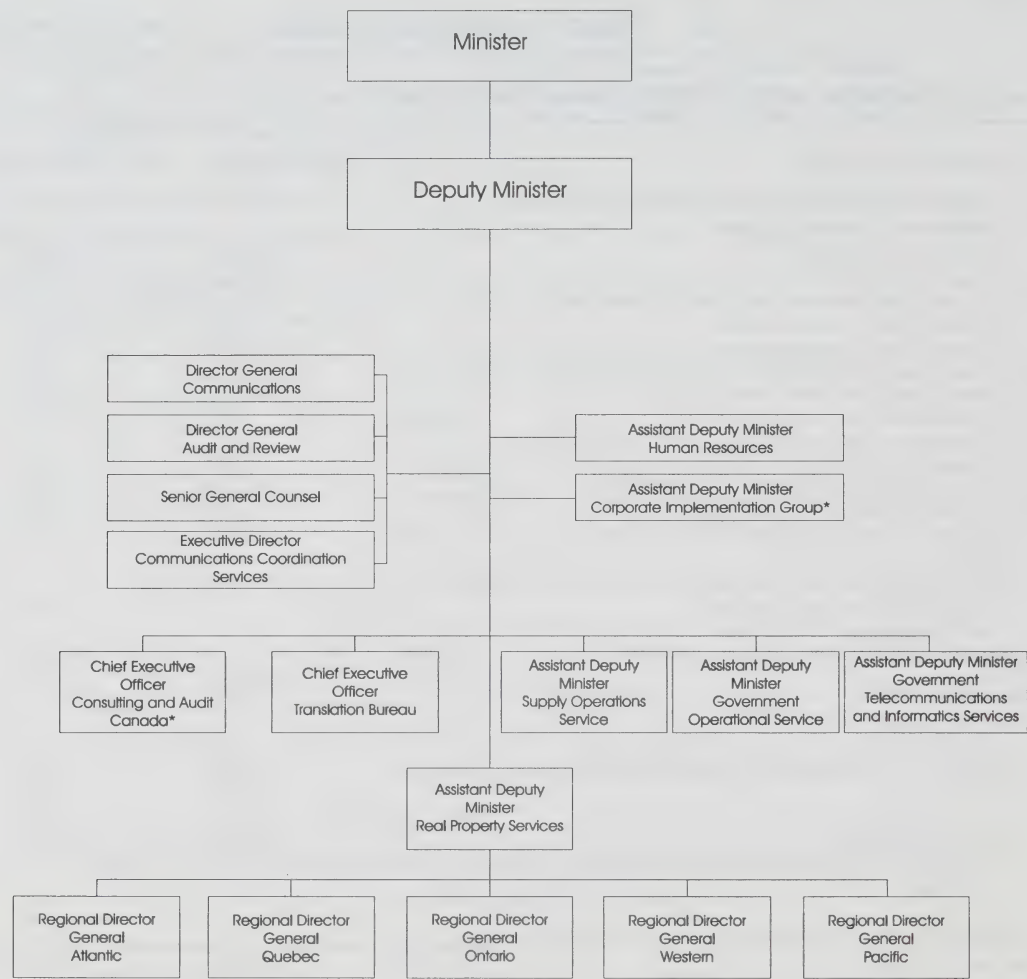 Minister
Deputy Minister
Director General
Communications
Director General
Audit and Review
Senior General Counsel
Executive Director
Communications Coordination
Services
Assistant Deputy Minister
Human Resources
Assistant Deputy Minister
Corporate Implementation Group*
Chief Executive
Officer
Consulting and Audit
Canada*
Chief Executive
Officer
Translation Bureau
Assistant Deputy
Minister
Supply Operations
Service
Assistant Deputy
Minister
Government
Operational Service
Assistant Deputy Minister
Government
Telecommunications
and Informatics Services
Assistant Deputy
Minister
Real Property Services
Regional Director
General
Atlantic
Regional Director
General
Quebec
Regional Director
General
Ontario
Regional Director
General
Western
Regional Director
General
Pacific